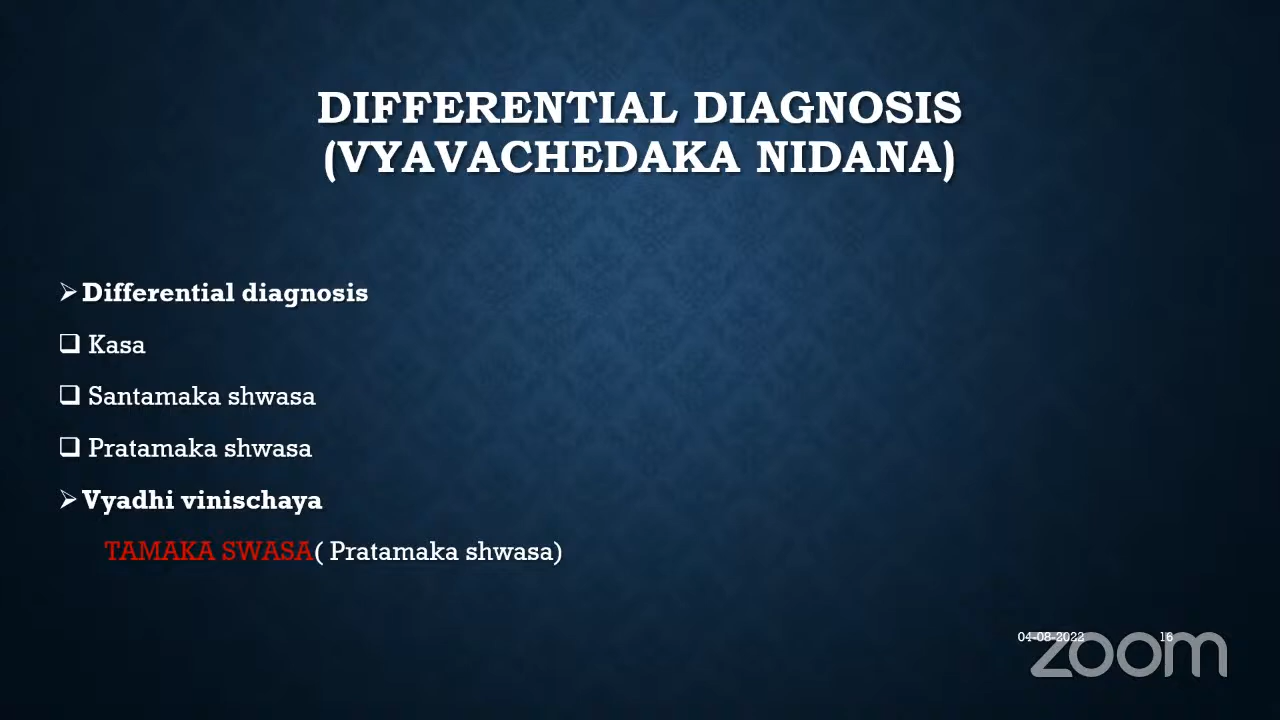 DIFFERENTIAL DIAGNOSIS
(VYAVACHEDAKA NIDANA)
Differential diagnosis
Kasa
Santamaka shwasa
Pratamaka shwasa
Vyadhi vinischaya
TAMAKA SWASA( Pratamaka shwasa)
04-08-2022
16
zoom